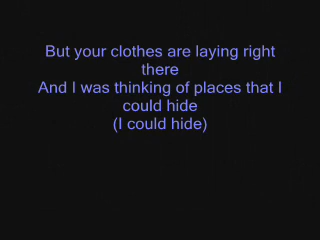 But your clothes are laying right
there
And I was thinking of places that I
could hide
(I could hide)